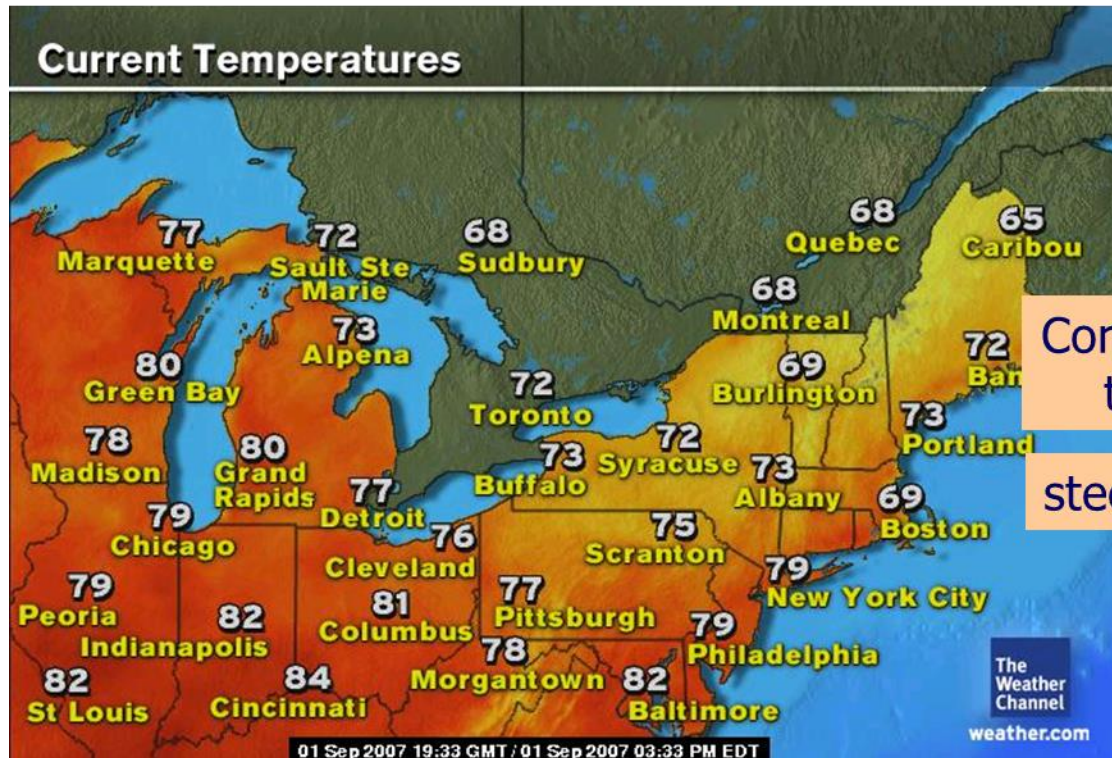 Current Temperatures
77
Marquette
72
Sault Ste
Marie
68
Sudbury
68
Quebec
65
Caribou
68
Montreal
73
Alpena
80
Green Bay
72
Toronto
69
Burlington
72
73
Portland
78
Madison
80
Grand
Rapids
77
Detroit
73
Buffalo
72
Syracuse
73
Albany
69
Boston
79
Chicago
76
Cleveland
75
Scranton
79
New York City
79
Peoria
82
Indianapolis
81
Columbus
77
Pittsburgh
79
Philadelphia
82
St Louis
84
Cincinnati
78
Morgantown
82
Baltimore
The
Weather
Channel
weather.com
01 Sep 2007 19:33 GMT / 01 Sep 2007 03:33 PM EDT